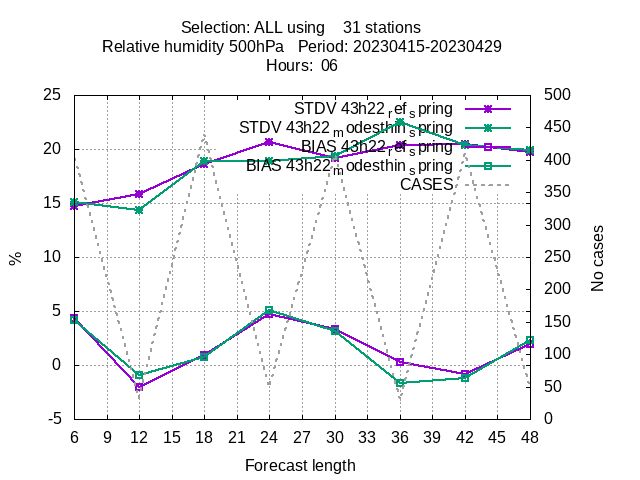 Selection: ALL using    31 stations
Relative humidity 500hPa   Period: 20230415-20230429
Hours:  06
STDV 43h22_ref_spring
STDV 43h22_modesthin_spring
BIAS 43h22_ref_spring
BIAS 43h22_modesthin_spring
CASES
25
20
15
10
5
0
-5
%
500
450
400
350
300
250
200
150
100
50
0
No cases
6 12 15 18 21 24 27 30 33 36 39 42 45 48
Forecast length